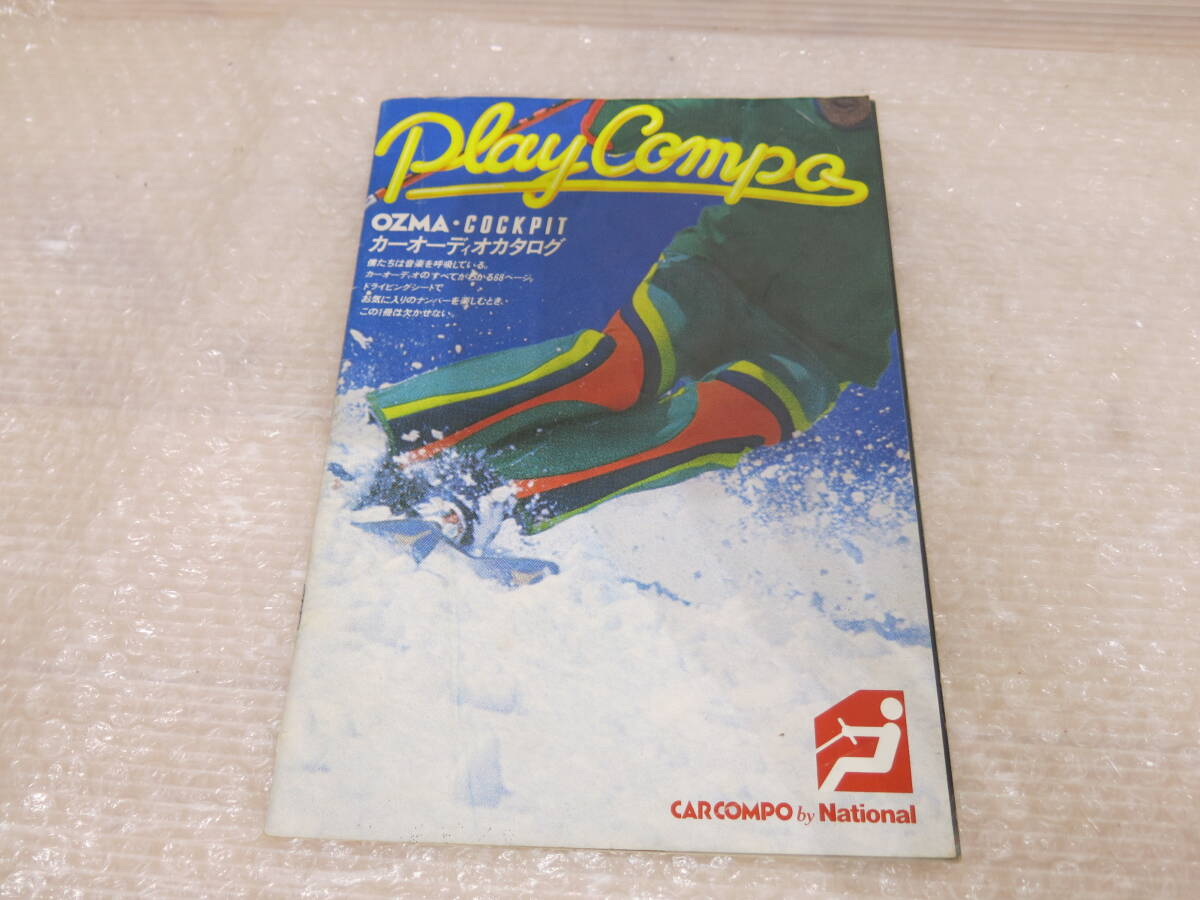 Play Compo
OZMA・COCKPIT
カーオーディオカタログ
僕たちは音楽を呼吸している。
カーオーディオのすべてがわかる68ページ。
ドライビングシートで
お気に入りのナンバーを楽しむとき、
この1冊は欠かせない。
CAR COMPO by National